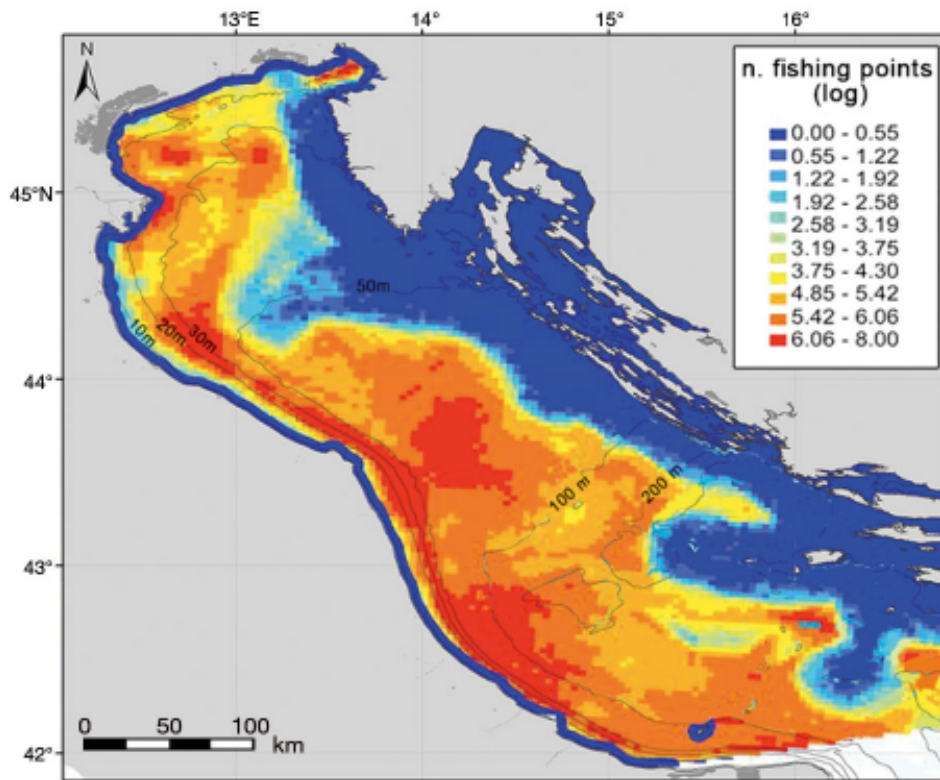 13°E 14° 15° 16°
N
n. fishing points
(log)
0.00 - 0.55
0.55 - 1.22
1.22 - 1.92
1.92 - 2.58
2.58 - 3.19
3.19 - 3.75
3.75 - 4.30
4.85 - 5.42
5.42 - 6.06
6.06 - 8.00
45°N
50m
10m
20m
30m
44°
100 m
200 m
43°
0 50 100
km
42°